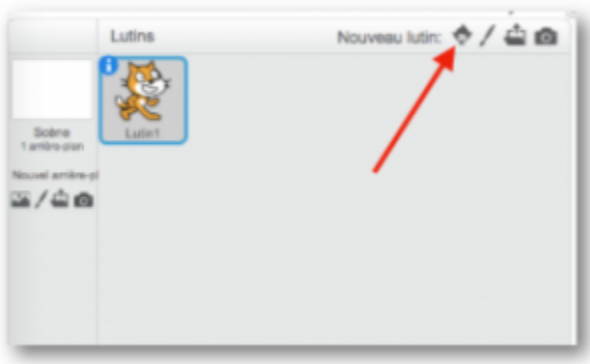 Lutins
Nouveau lutin:
Lutin1
Scène
1 arrière-plan
Nouvel arrière-pl